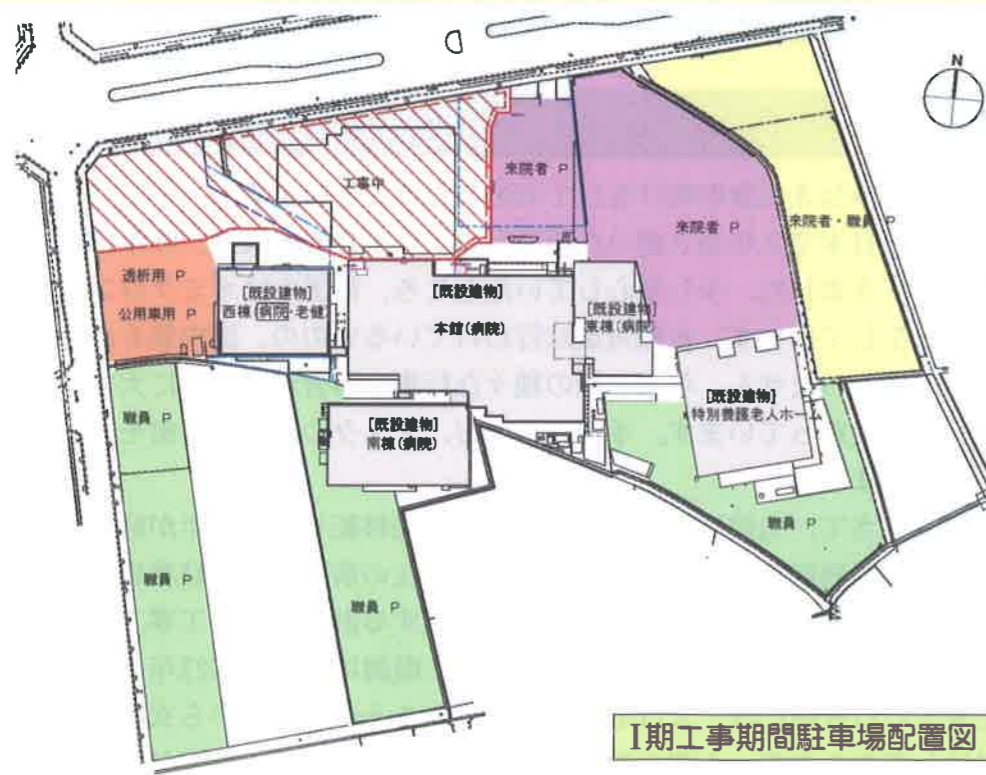 N
工事中
来院者 P
来院者 P
来院者・職員 P
透析用 P
公用車用 P
[既設建物]
西棟(病院・老健)
[既設建物]
本館(病院)
[既設建物]
東棟(病院)
[既設建物]
特別養護老人ホーム
[既設建物]
南棟(病院)
職員 P
職員 P
職員 P
職員 P
I期工事期間駐車場配置図